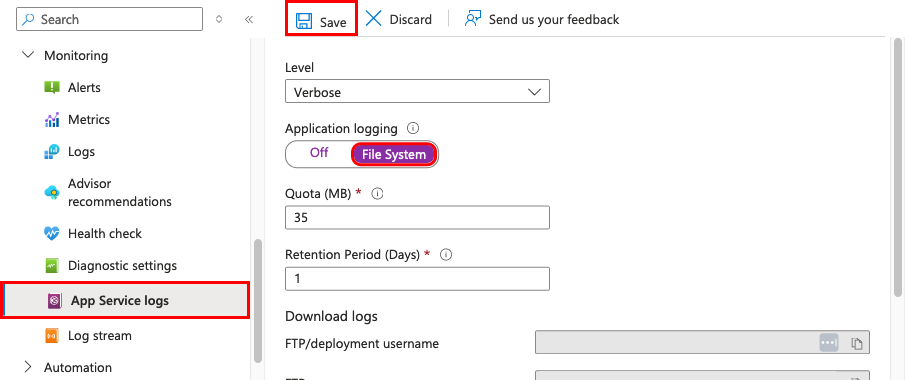 Search
Monitoring
Alerts
Metrics
Logs
Advisor
recommendations
Health check
Diagnostic settings
App Service logs
Log stream
Automation
Save
Discard
Send us your feedback
Level
Verbose
Application logging
Off
File System
Quota (MB) *
35
Retention Period (Days) *
1
Download logs
FTP/deployment username